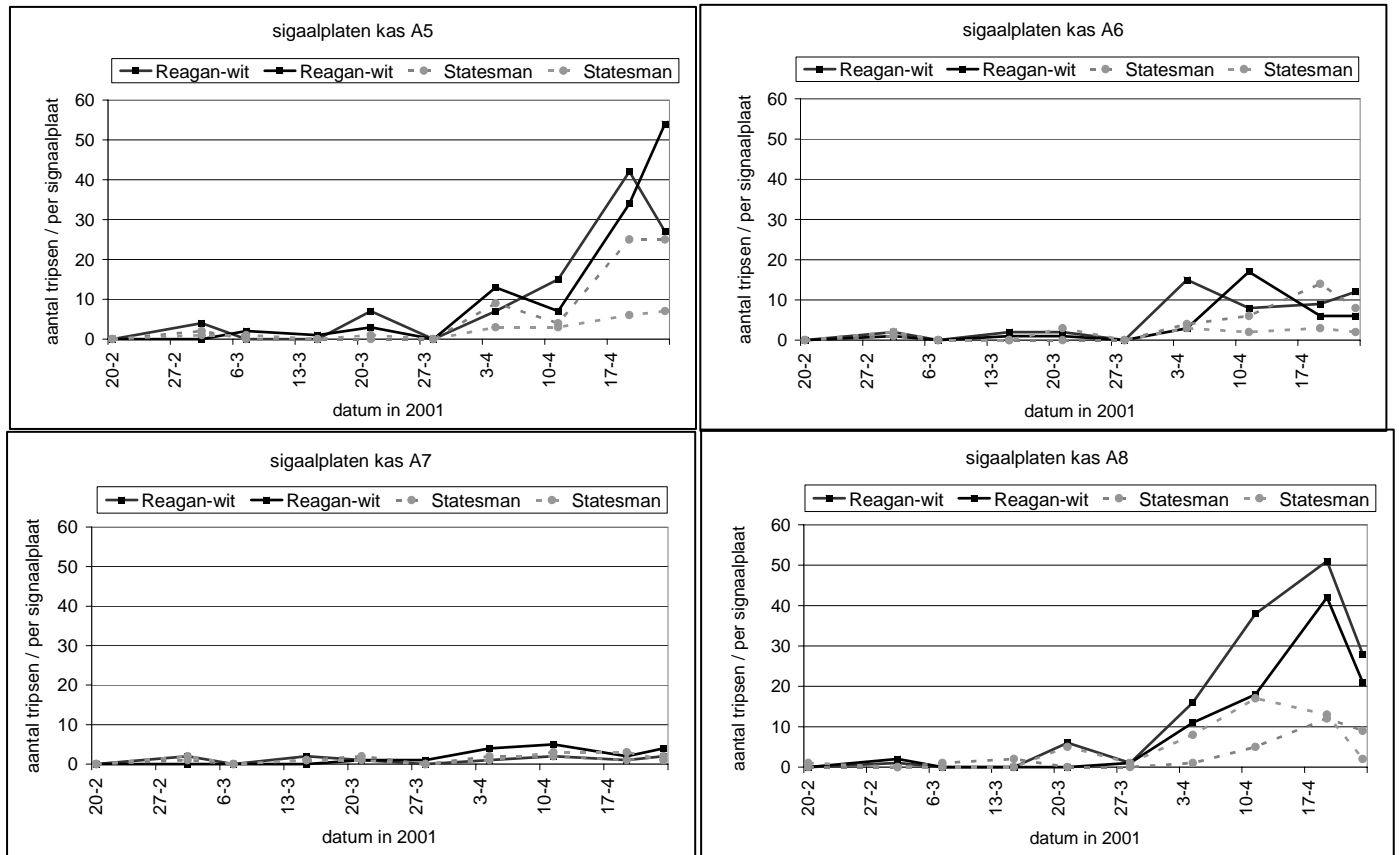 sigaalplaten kas A5
Reagan-wit Reagan-wit Statesman Statesman
aantal tripsen / per signaalplaat
60
50
40
30
20
10
0
20-2 27-2 6-3 13-3 20-3 27-3 3-4 10-4 17-4
datum in 2001
sigaalplaten kas A6
Reagan-wit Reagan-wit Statesman Statesman
aantal tripsen / per signaalplaat
60
50
40
30
20
10
0
20-2 27-2 6-3 13-3 20-3 27-3 3-4 10-4 17-4
datum in 2001
sigaalplaten kas A7
Reagan-wit Reagan-wit Statesman Statesman
aantal tripsen / per signaalplaat
60
50
40
30
20
10
0
20-2 27-2 6-3 13-3 20-3 27-3 3-4 10-4 17-4
datum in 2001
sigaalplaten kas A8
Reagan-wit Reagan-wit Statesman Statesman
aantal tripsen / per signaalplaat
60
50
40
30
20
10
0
20-2 27-2 6-3 13-3 20-3 27-3 3-4 10-4 17-4
datum in 2001